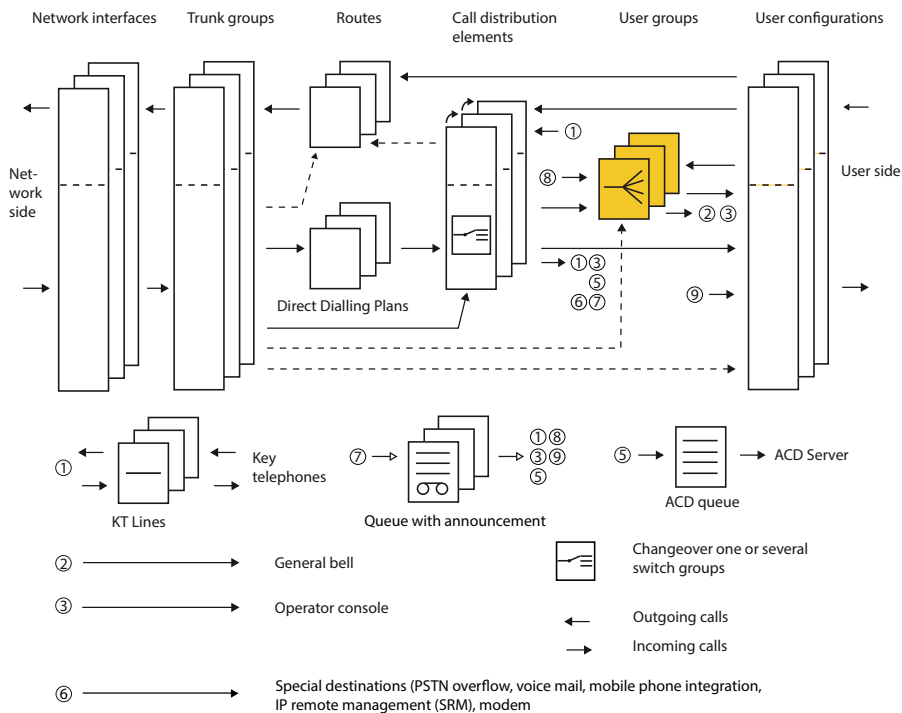 Network interfaces
Trunk groups
Routes
Call distribution
elements
User groups
User configurations
①
Net-
work
side
⑧
User side
② ③
① ③
⑤
⑥ ⑦
⑨
Direct Dialling Plans
①
Key
telephones
KT Lines
⑦
① ⑧
③ ⑨
⑤
Queue with announcement
⑤
ACD Server
ACD queue
② General bell
Changeover one or several
switch groups
③ Operator console
Outgoing calls
Incoming calls
⑥ Special destinations (PSTN overflow, voice mail, mobile phone integration,
IP remote management (SRM), modem